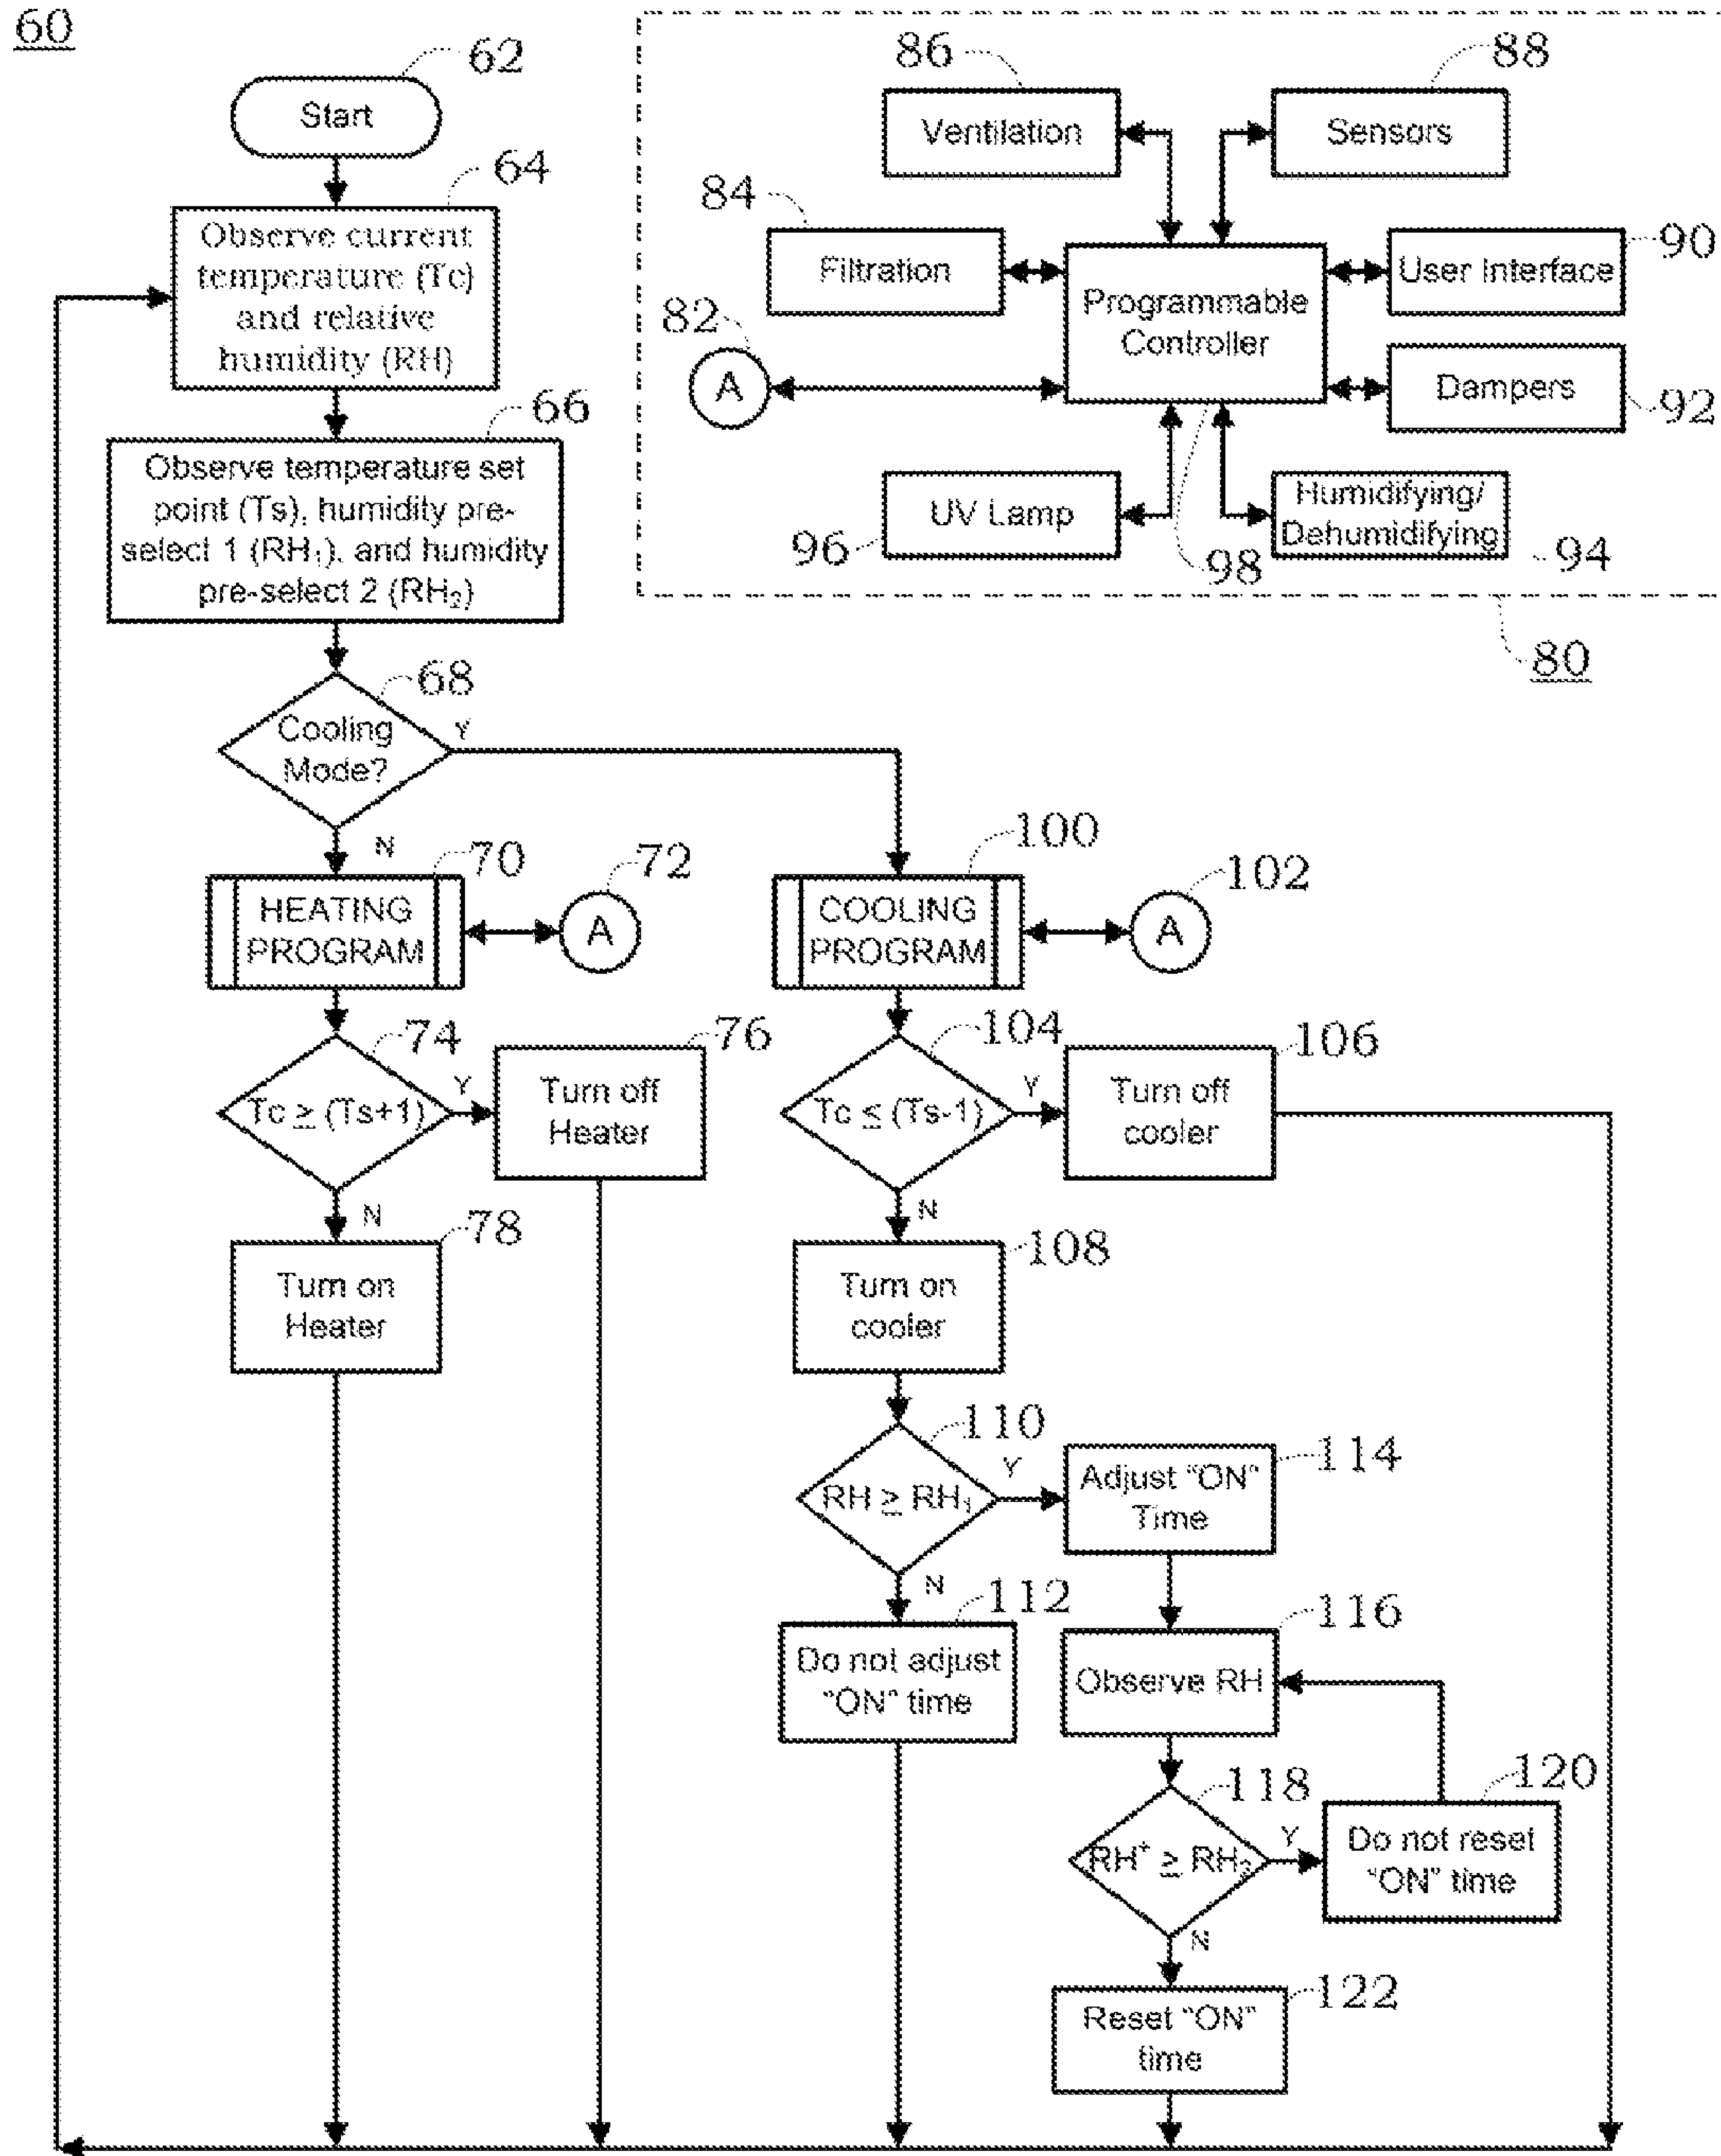 60
62
Start
64
Observe current
temperature (Tc)
and relative
humidity (RH)
66
Observe temperature set
point (Ts), humidity pre-
select 1 (RH₁), and humidity
pre-select 2 (RH₂)
68
Cooling
Mode?
Y
N
86
Ventilation
88
Sensors
84
Filtration
90
User Interface
82
A
Programmable
Controller
Dampers
92
UV Lamp
96
98
Humidifying/
Dehumidifying
94
80
70
HEATING
PROGRAM
72
A
74
Tc ≥ (Ts+1)
Y
N
76
Turn off
Heater
78
Turn on
Heater
100
COOLING
PROGRAM
102
A
104
Tc ≤ (Ts-1)
Y
N
106
Turn off
cooler
108
Turn on
cooler
110
RH ≥ RH₁
Y
N
112
Do not adjust
“ON” time
114
Adjust “ON”
Time
116
Observe RH
118
RH⁺ ≥ RH₂
Y
N
120
Do not reset
“ON” time
122
Reset “ON”
time